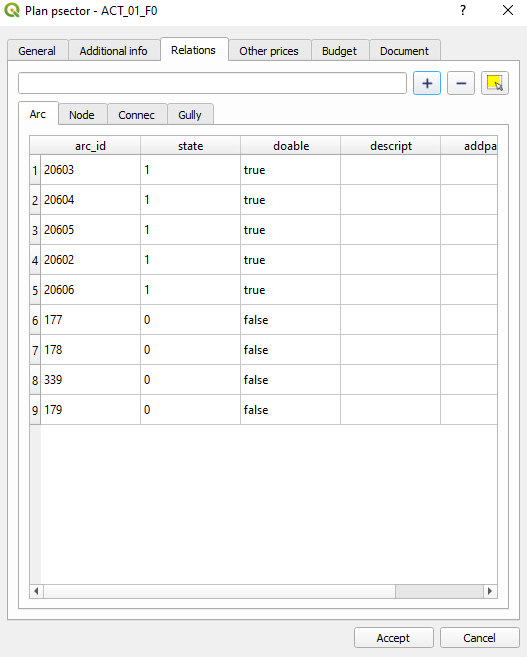 Plan psector - ACT_01_F0 ?
General Additional info Relations Other prices Budget Document
+ −
Arc Node Connec Gully
arc_id state doable descript addpa
1 20603 1 true
2 20604 1 true
3 20605 1 true
4 20602 1 true
5 20606 1 true
6 177 0 false
7 178 0 false
8 339 0 false
9 179 0 false
Accept Cancel